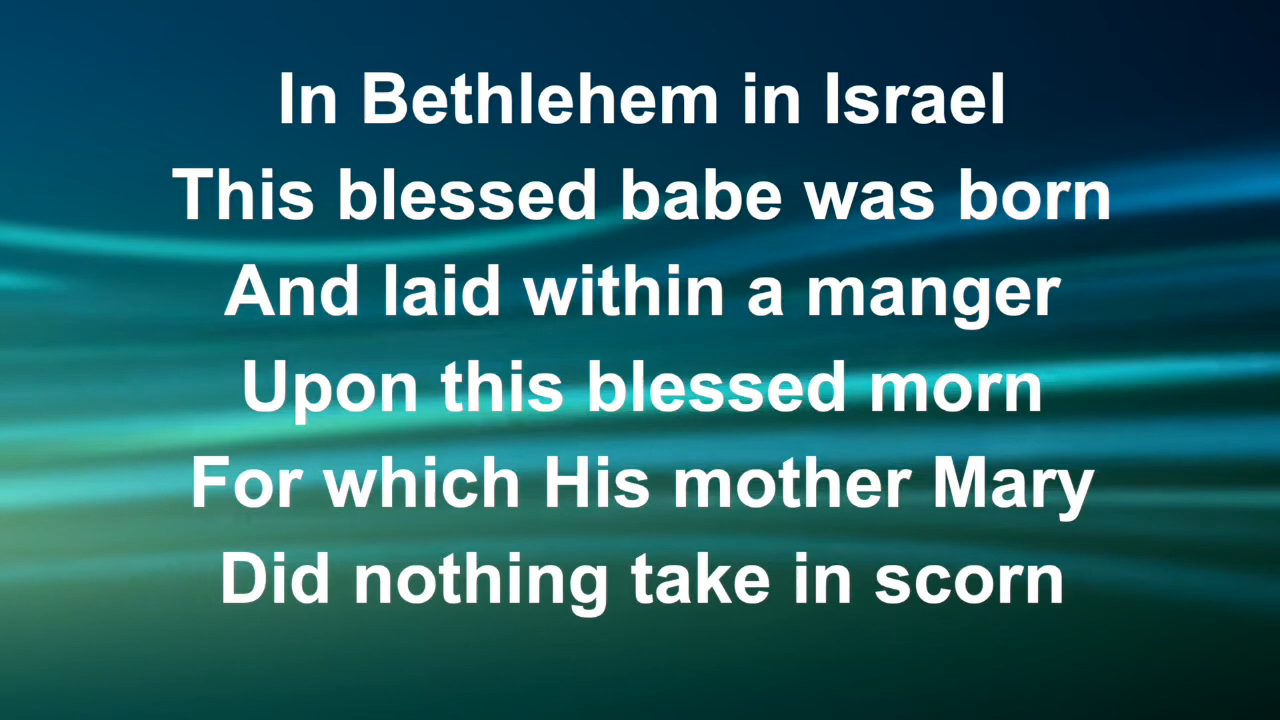 In Bethlehem in Israel
This blessed babe was born
And laid within a manger
Upon this blessed morn
For which His mother Mary
Did nothing take in scorn